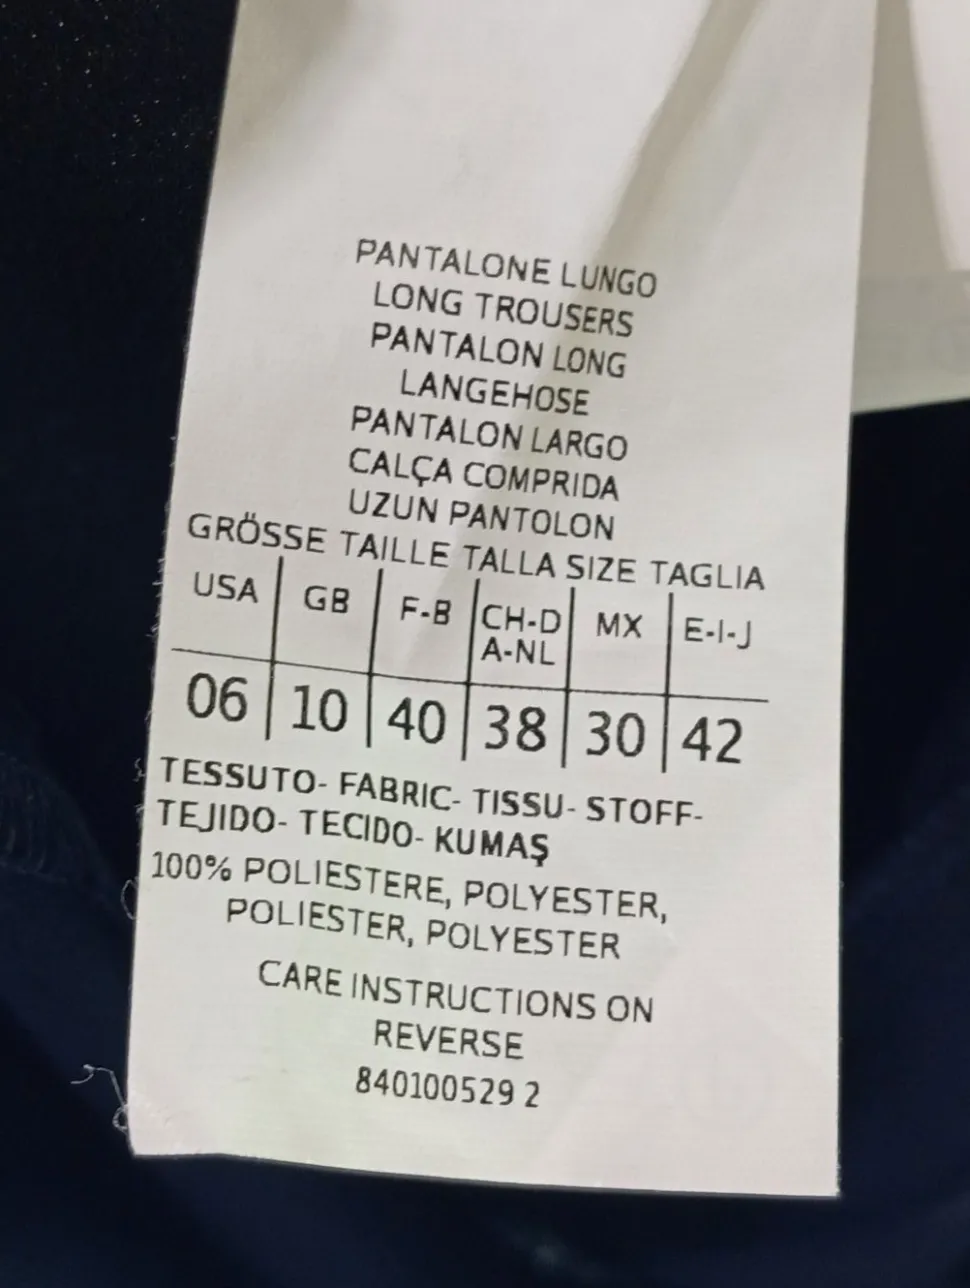 PANTALONE LUNGO
LONG TROUSERS
PANTALON LONG
LANGEHOSE
PANTALON LARGO
CALÇA COMPRIDA
UZUN PANTOLON
GRÖSSE TAILLE TALLA SIZE TAGLIA
USA GB F-B CH-D A-NL MX E-I-J
06 10 40 38 30 42
TESSUTO- FABRIC- TISSU- STOFF-
TEJIDO- TECIDO- KUMAŞ
100% POLIESTERE, POLYESTER,
POLIESTER, POLYESTER
CARE INSTRUCTIONS ON
REVERSE
840100529 2